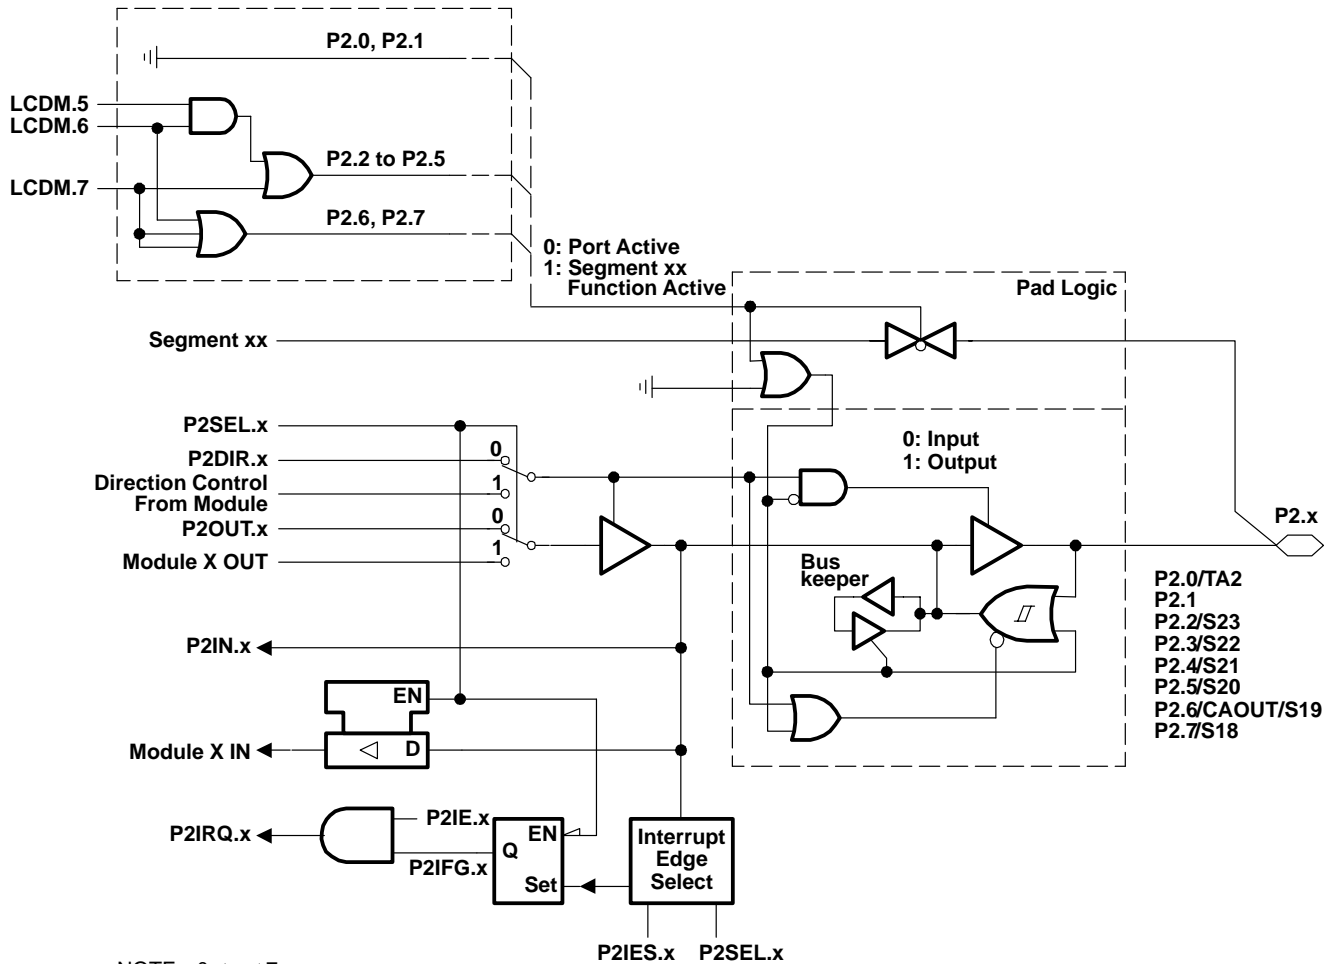 P2.0, P2.1
LCDM.5
LCDM.6
P2.2 to P2.5
LCDM.7
P2.6, P2.7
0: Port Active
1: Segment xx
Function Active
Pad Logic
Segment xx
P2SEL.x
0: Input
1: Output
0
P2DIR.x
Direction Control
From Module
1
0
P2OUT.x
1
Module X OUT
P2.x
Bus
keeper
P2.0/TA2
P2.1
P2.2/S23
P2.3/S22
P2.4/S21
P2.5/S20
P2.6/CAOUT/S19
P2.7/S18
P2IN.x
EN
D
Module X IN
P2IE.x
P2IRQ.x
P2IFG.x
EN
Q
Set
Interrupt
Edge
Select
P2IES.x
P2SEL.x